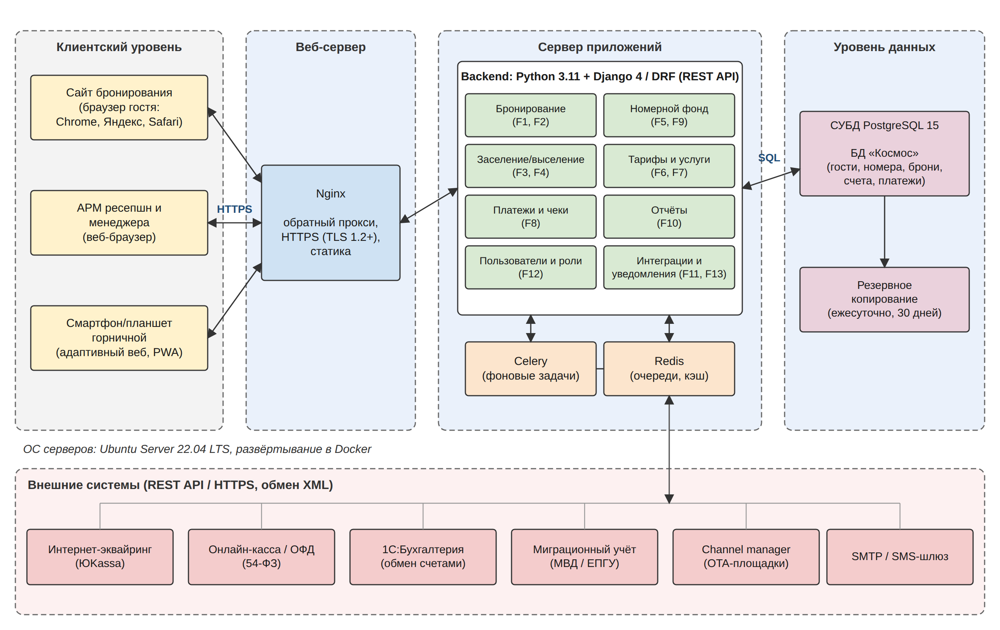 Клиентский уровень
Сайт бронирования
(браузер гостя:
Chrome, Яндекс, Safari)
АРМ ресепшн и
менеджера
(веб-браузер)
Смартфон/планшет
горничной
(адаптивный веб, PWA)
HTTPS
Веб-сервер
Nginx
обратный прокси,
HTTPS (TLS 1.2+),
статика
Сервер приложений
Backend: Python 3.11 + Django 4 / DRF (REST API)
Бронирование
(F1, F2)
Номерной фонд
(F5, F9)
Заселение/выселение
(F3, F4)
Тарифы и услуги
(F6, F7)
Платежи и чеки
(F8)
Отчёты
(F10)
Пользователи и роли
(F12)
Интеграции и
уведомления (F11, F13)
Celery
(фоновые задачи)
Redis
(очереди, кэш)
SQL
Уровень данных
СУБД PostgreSQL 15
БД «Космос»
(гости, номера, брони,
счета, платежи)
Резервное
копирование
(ежесуточно, 30 дней)
ОС серверов: Ubuntu Server 22.04 LTS, развёртывание в Docker
Внешние системы (REST API / HTTPS, обмен XML)
Интернет-эквайринг
(ЮKassa)
Онлайн-касса / ОФД
(54-ФЗ)
1С:Бухгалтерия
(обмен счетами)
Миграционный учёт
(МВД / ЕПГУ)
Channel manager
(OTA-площадки)
SMTP / SMS-шлюз